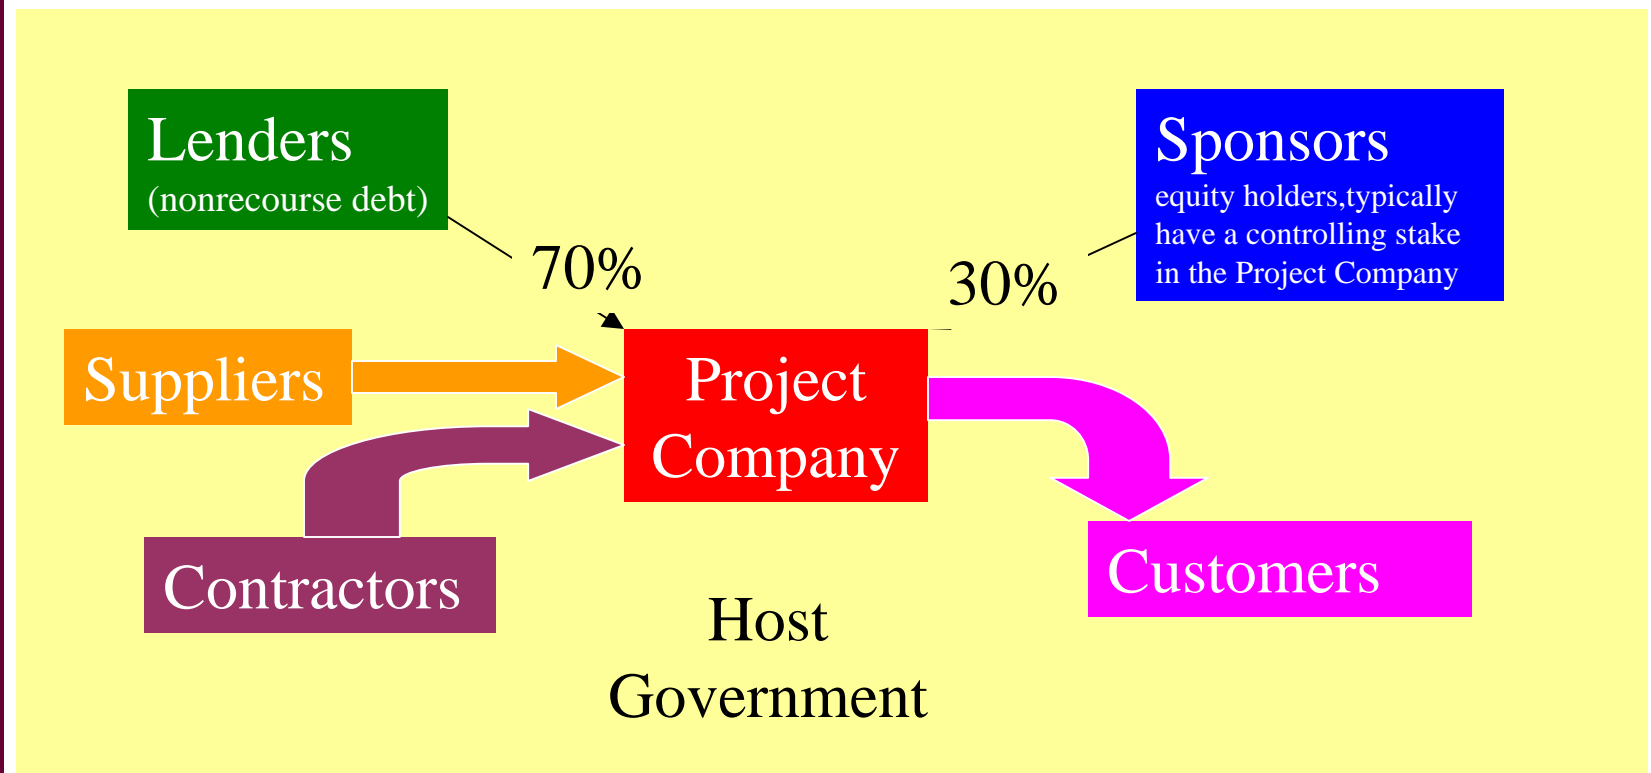 Lenders
(nonrecourse debt)
Sponsors
equity holders,typically
have a controlling stake
in the Project Company
70%
30%
Suppliers
Project
Company
Contractors
Customers
Host
Government